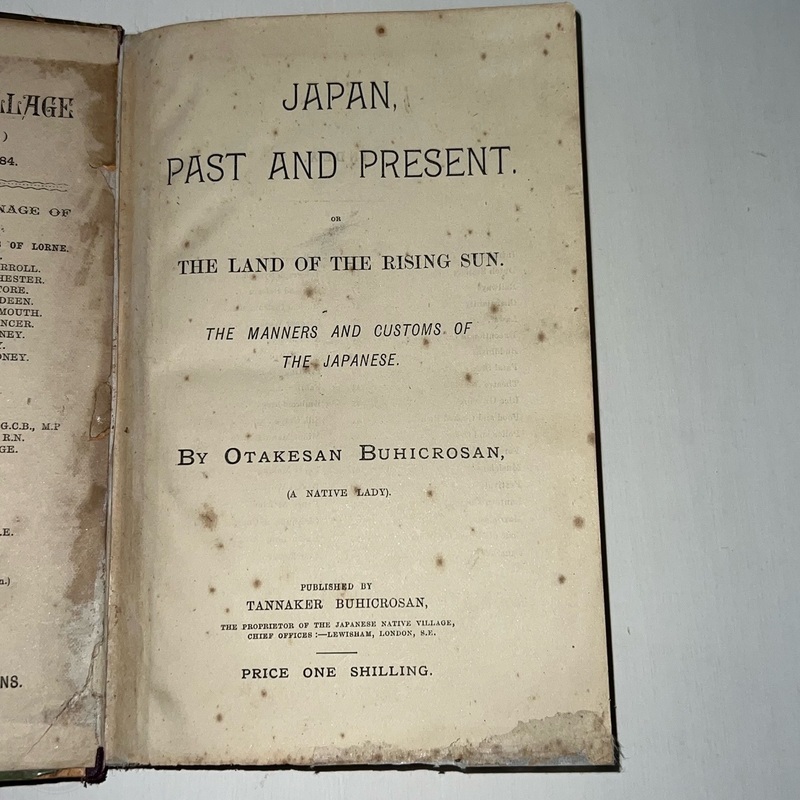 LLAGE
)
84.
NAGE OF
OF LORNE.
RROLL.
HESTER.
TORE.
DEEN.
MOUTH.
NCER.
NEY.
Y.
ONEY.
G.C.B., M.P
R.N.
GE.
.E.
n.)
NS.
JAPAN,
PAST AND PRESENT.
OR
THE LAND OF THE RISING SUN.
THE MANNERS AND CUSTOMS OF
THE JAPANESE.
BY OTAKESAN BUHICROSAN,
(A NATIVE LADY).
PUBLISHED BY
TANNAKER BUHICROSAN,
THE PROPRIETOR OF THE JAPANESE NATIVE VILLAGE,
CHIEF OFFICES :—LEWISHAM, LONDON, S.E.
PRICE ONE SHILLING.